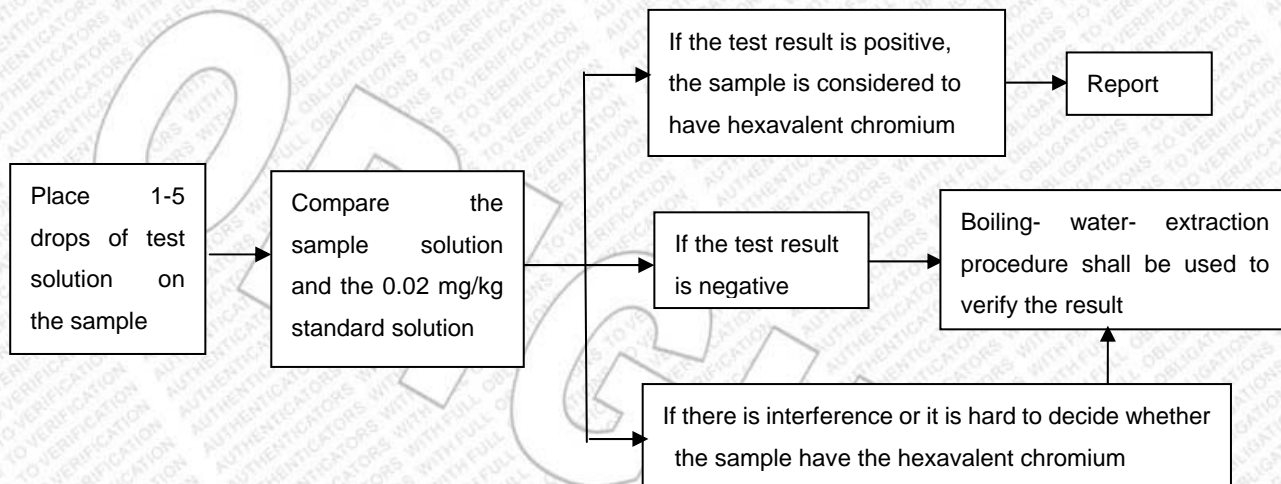 Place 1-5
drops of test
solution on
the sample
Compare the
sample solution
and the 0.02 mg/kg
standard solution
If the test result is positive,
the sample is considered to
have hexavalent chromium
Report
If the test result
is negative
Boiling- water- extraction
procedure shall be used to
verify the result
If there is interference or it is hard to decide whether
the sample have the hexavalent chromium